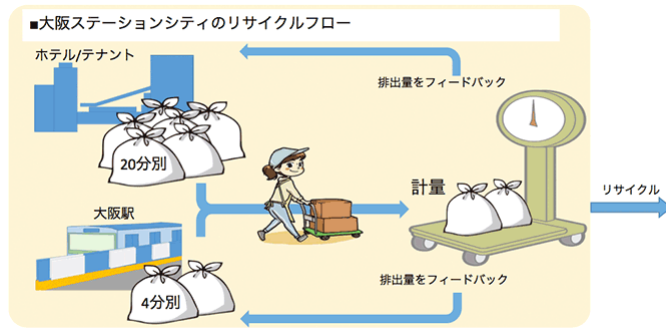 ■大阪ステーションシティのリサイクルフロー
ホテル/テナント
排出量をフィードバック
20分別
計量
リサイクル
大阪駅
排出量をフィードバック
4分別